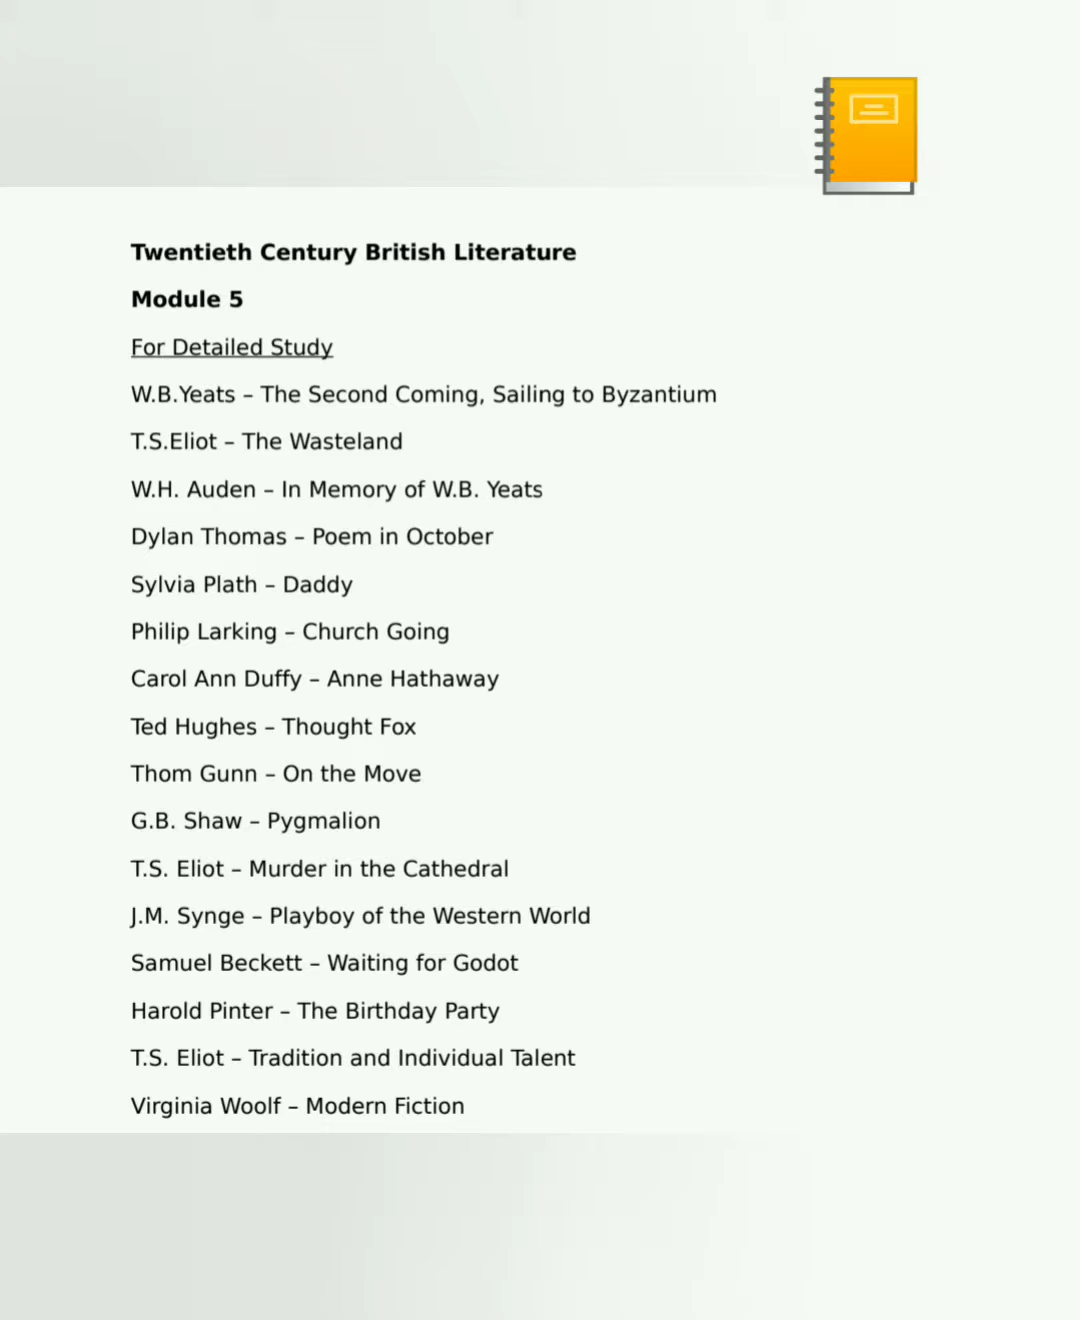 Twentieth Century British Literature
Module 5
For Detailed Study
W.B.Yeats – The Second Coming, Sailing to Byzantium
T.S.Eliot – The Wasteland
W.H. Auden – In Memory of W.B. Yeats
Dylan Thomas – Poem in October
Sylvia Plath – Daddy
Philip Larking – Church Going
Carol Ann Duffy – Anne Hathaway
Ted Hughes – Thought Fox
Thom Gunn – On the Move
G.B. Shaw – Pygmalion
T.S. Eliot – Murder in the Cathedral
J.M. Synge – Playboy of the Western World
Samuel Beckett – Waiting for Godot
Harold Pinter – The Birthday Party
T.S. Eliot – Tradition and Individual Talent
Virginia Woolf – Modern Fiction